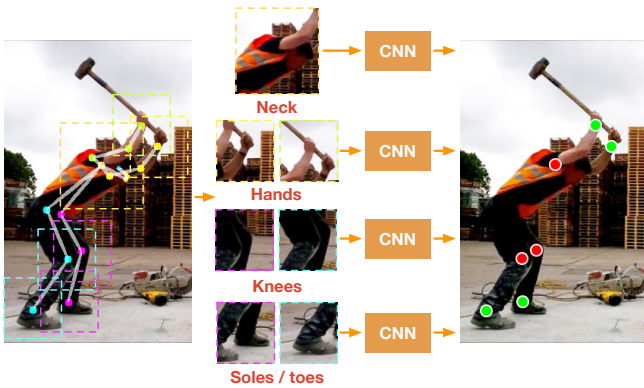 CNN
Neck
CNN
Hands
CNN
Knees
CNN
Soles / toes